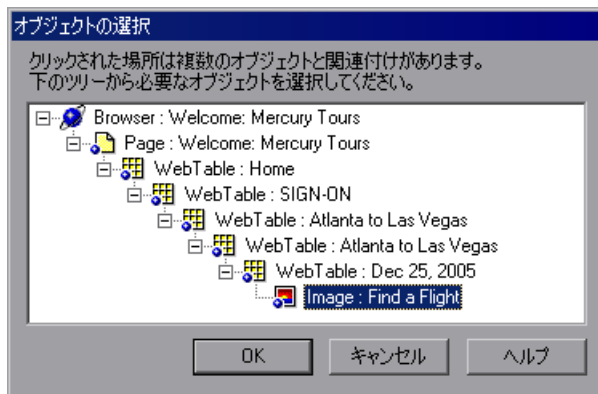 オブジェクトの選択
クリックされた場所は複数のオブジェクトと関連付けがあります。
下のツリーから必要なオブジェクトを選択してください。
Browser : Welcome: Mercury Tours
Page : Welcome: Mercury Tours
WebTable : Home
WebTable : SIGN-ON
WebTable : Atlanta to Las Vegas
WebTable : Atlanta to Las Vegas
WebTable : Dec 25, 2005
Image : Find a Flight
OK キャンセル ヘルプ